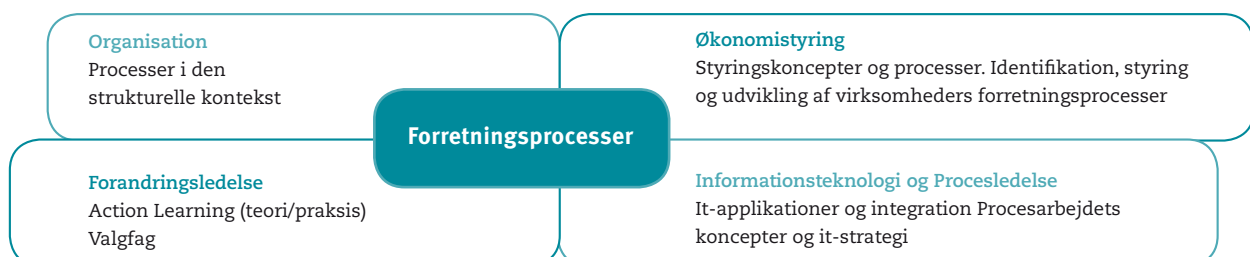 Organisation
Processer i den
strukturelle kontekst
Økonomistyring
Styringskoncepter og processer. Identifikation, styring
og udvikling af virksomheders forretningsprocesser
Forretningsprocesser
Forandringsledelse
Action Learning (teori/praksis)
Valgfag
Informationsteknologi og Procesledelse
It-applikationer og integration Procesarbejdets
koncepter og it-strategi